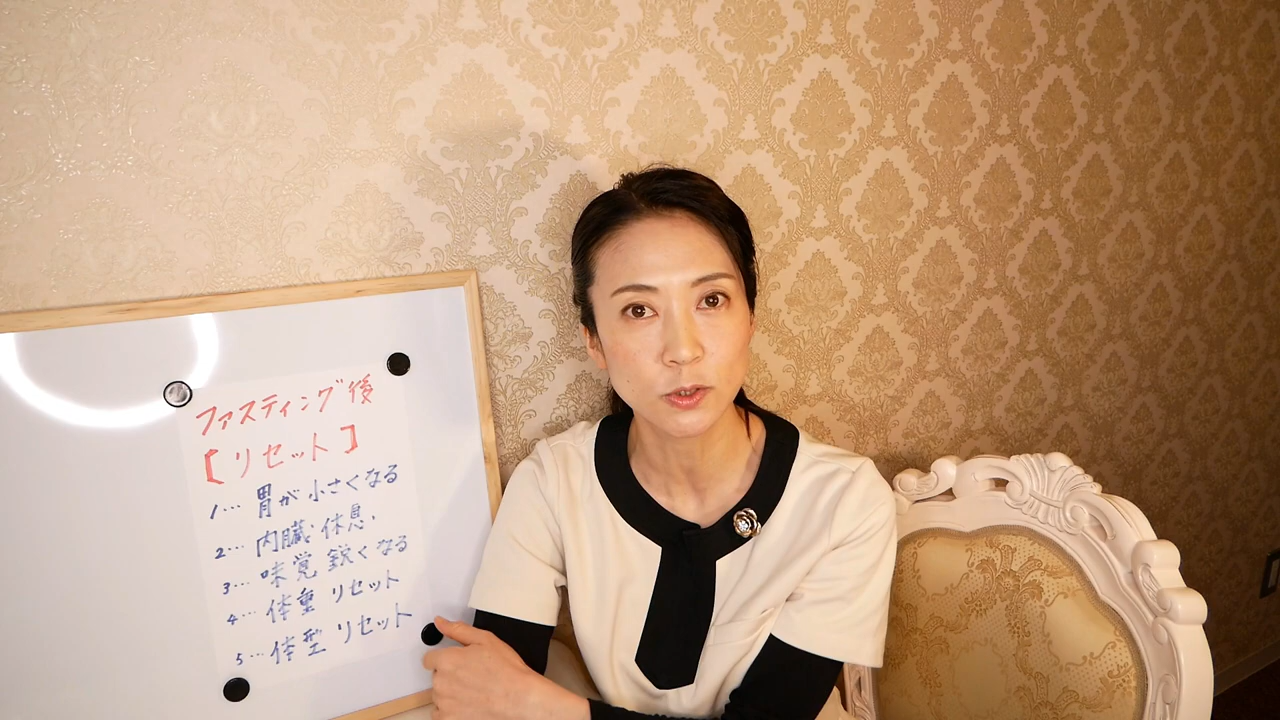 ファスティング後
【リセット】
1… 胃が小さくなる
2… 内臓休息.
3… 味覚鋭くなる
4… 体重リセット
5… 体型リセット